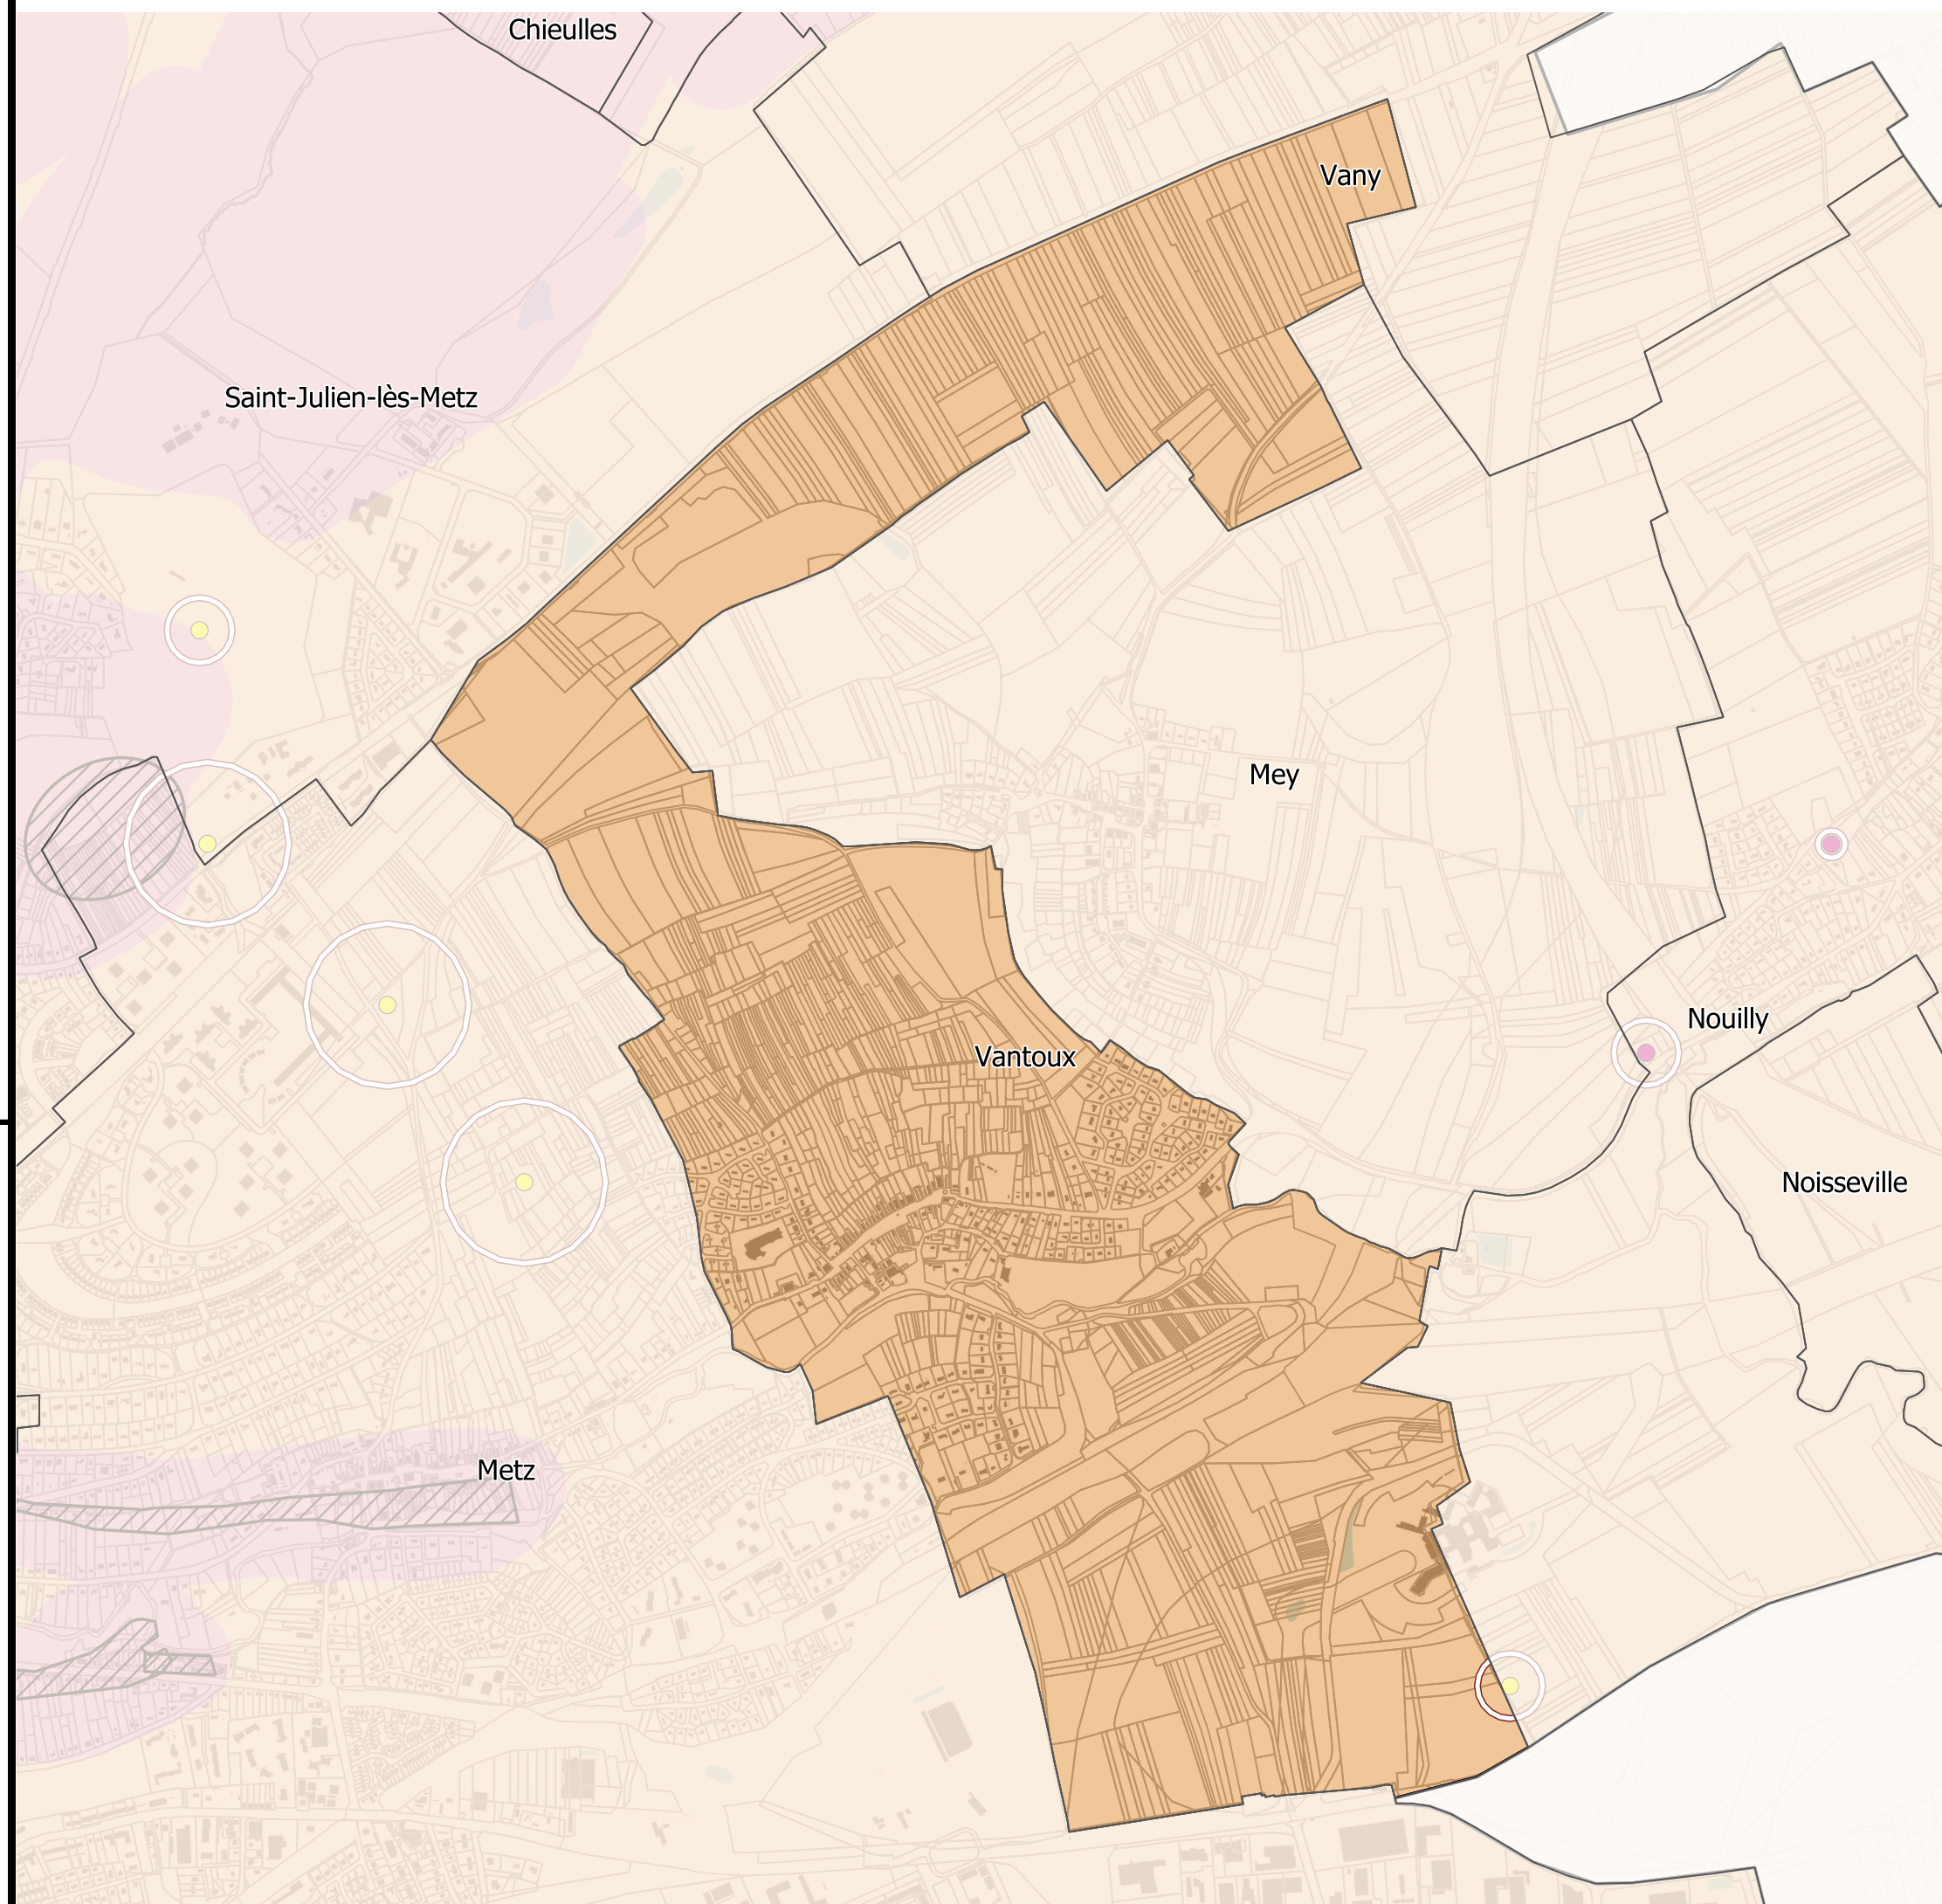 Chieulles
Vany
Saint-Julien-lès-Metz
Mey
Nouilly
Vantoux
Noisseville
Metz